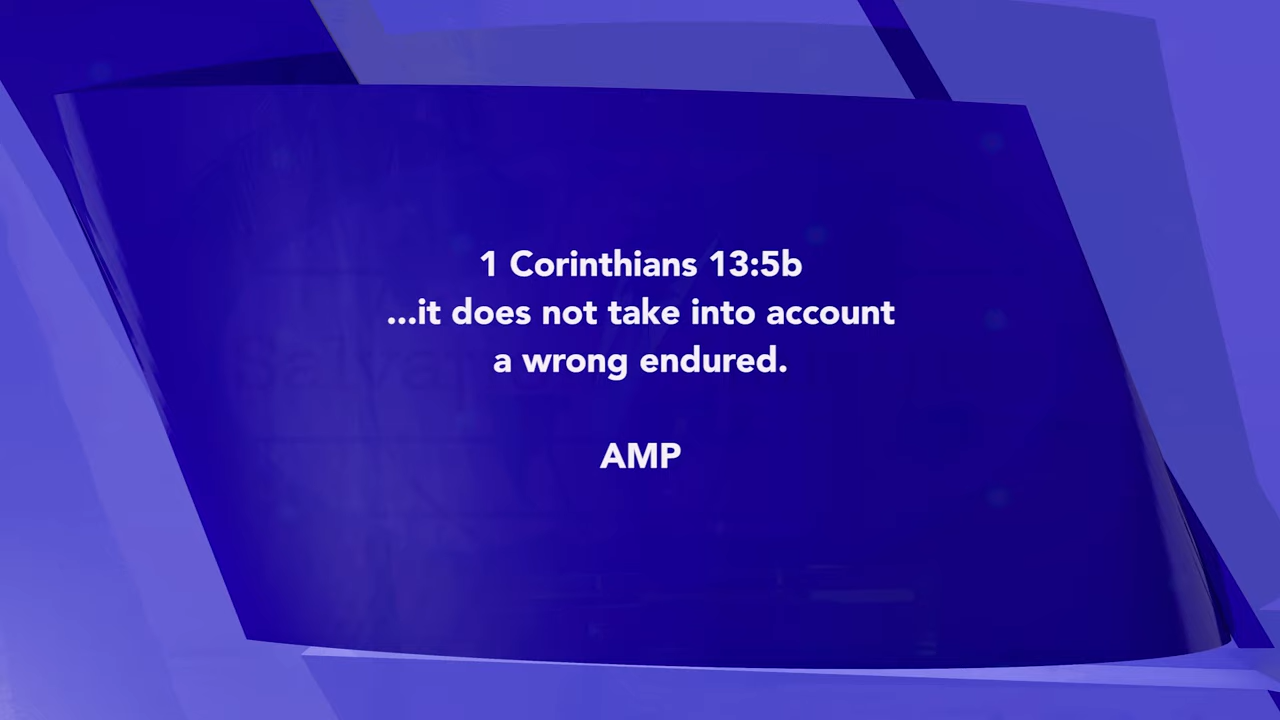 1 Corinthians 13:5b
...it does not take into account
a wrong endured.
AMP